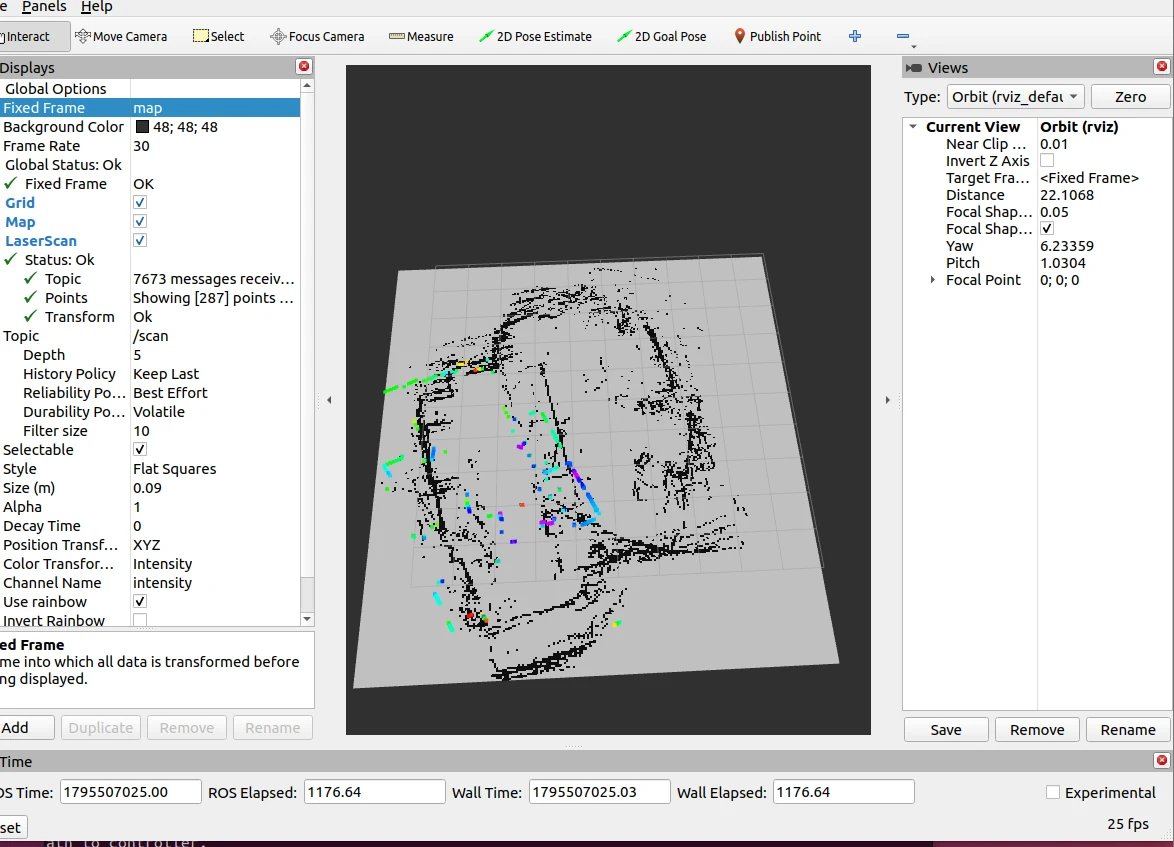 e Panels Help
Interact Move Camera Select Focus Camera Measure 2D Pose Estimate 2D Goal Pose Publish Point
Displays
Global Options
Fixed Frame map
Background Color 48; 48; 48
Frame Rate 30
Global Status: Ok
Fixed Frame OK
Grid
Map
LaserScan
Status: Ok
Topic 7673 messages receiv...
Points Showing [287] points ...
Transform Ok
Topic /scan
Depth 5
History Policy Keep Last
Reliability Po... Best Effort
Durability Po... Volatile
Filter size 10
Selectable
Style Flat Squares
Size (m) 0.09
Alpha 1
Decay Time 0
Position Transf... XYZ
Color Transfor... Intensity
Channel Name intensity
Use rainbow
Invert Rainbow
ed Frame
me into which all data is transformed before
ng displayed.
Add Duplicate Remove Rename
Views
Type: Orbit (rviz_defau Zero
Current View Orbit (rviz)
Near Clip ... 0.01
Invert Z Axis
Target Fra... <Fixed Frame>
Distance 22.1068
Focal Shap... 0.05
Focal Shap...
Yaw 6.23359
Pitch 1.0304
Focal Point 0; 0; 0
Save Remove Rename
Time
OS Time: 1795507025.00 ROS Elapsed: 1176.64 Wall Time: 1795507025.03 Wall Elapsed: 1176.64 Experimental
set 25 fps
ath to controller.